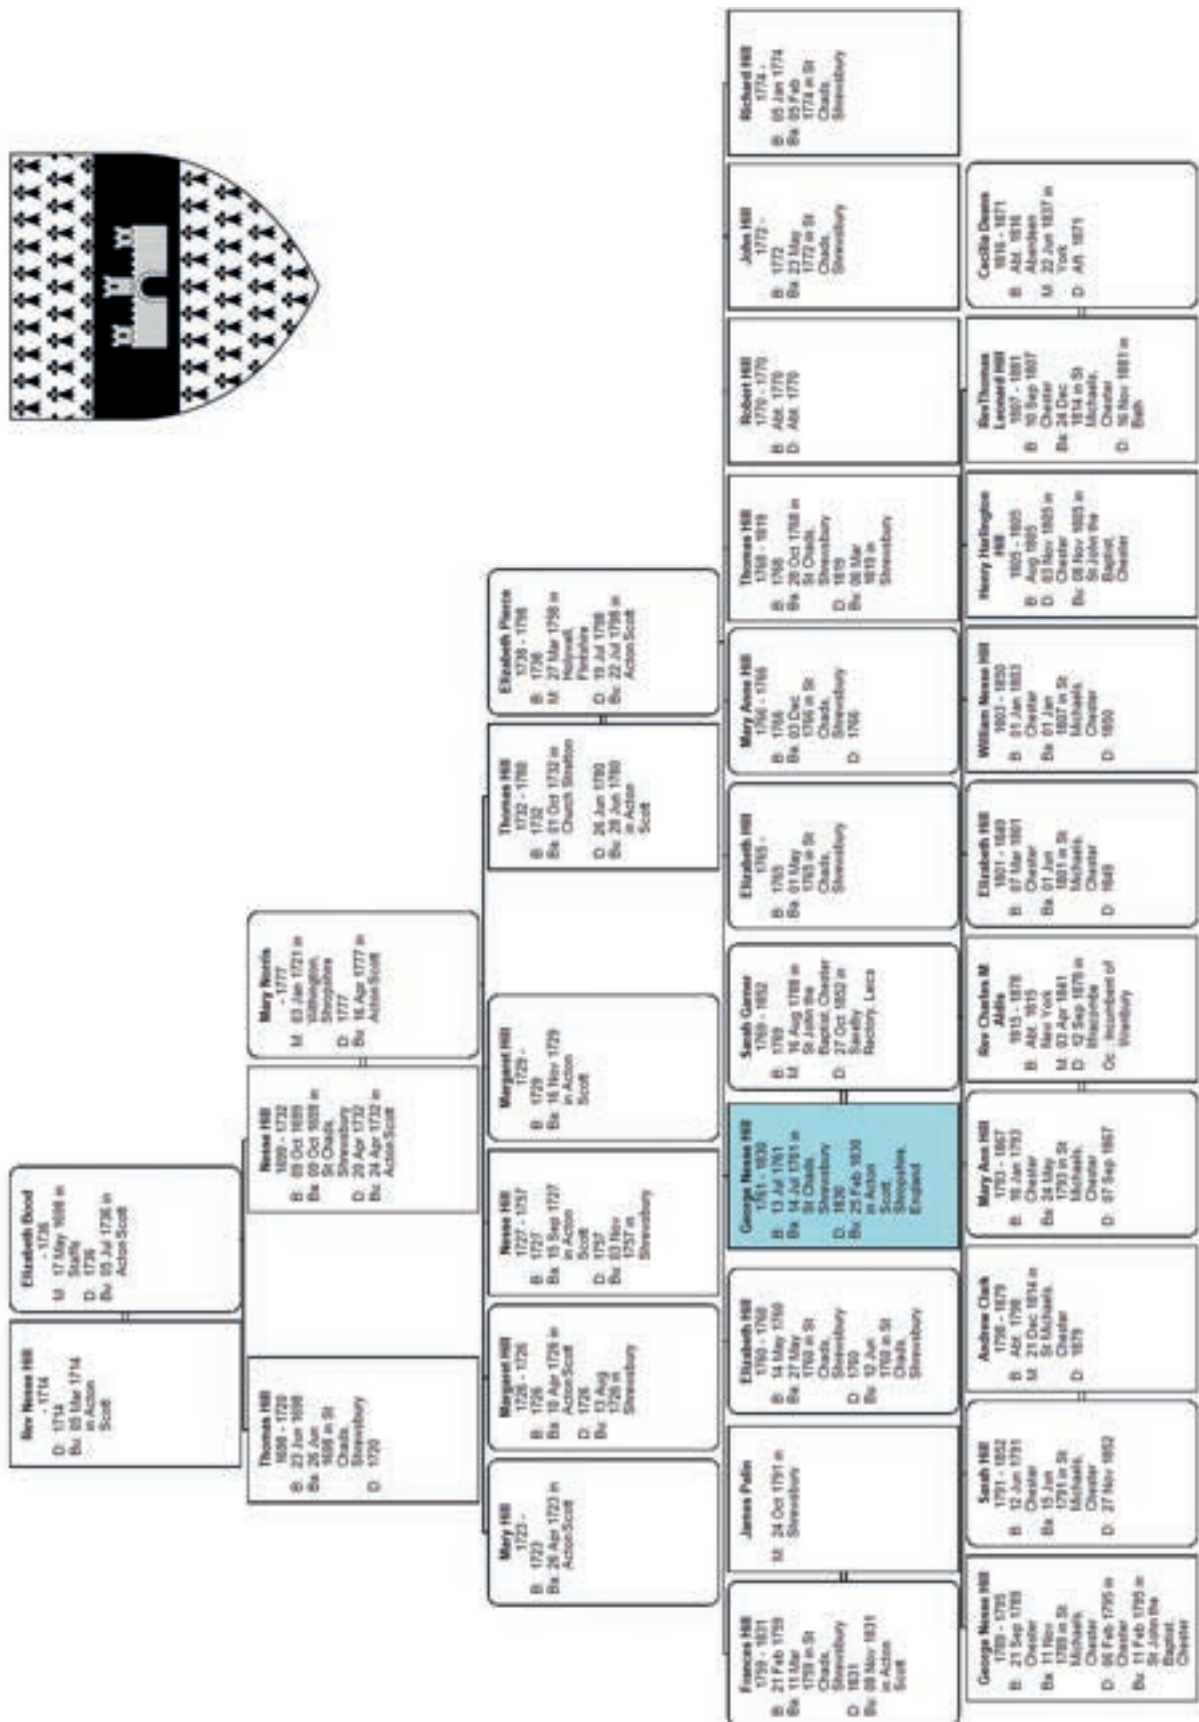 Rev Nesse Hill
- 1714
D: 1714
Bu: 05 Mar 1714
in Acton
Scott
Elizabeth Bood
- 1736
M: 17 May 1698 in
Staffs
D: 1736
Bu: 05 Jul 1736 in
Acton Scott
Thomas Hill
1698 - 1720
B: 23 Jun 1698
Ba: 26 Jun
1698 in St
Chads,
Shrewsbury
D: 1720
Nesse Hill
1699 - 1732
B: 09 Oct 1699
Ba: 09 Oct 1699 in
St Chads,
Shrewsbury
D: 20 Apr 1732
Bu: 24 Apr 1732 in
Acton Scott
Mary Norris
- 1777
M: 03 Jan 1721 in
Withington,
Shropshire
D: 1777
Bu: 16 Apr 1777 in
Acton Scott
Mary Hill
1723 -
B: 1723
Ba: 26 Apr 1723 in
Acton Scott
Margaret Hill
1726 - 1726
B: 1726
Ba: 10 Apr 1726 in
Acton Scott
D: 1726
Bu: 13 Aug
1726 in
Shrewsbury
Nesse Hill
1727 - 1757
B: 1727
Ba: 15 Sep 1727
in Acton
Scott
D: 1757
Bu: 03 Nov
1757 in
Shrewsbury
Margaret Hill
1729 -
B: 1729
Ba: 16 Nov 1729
in Acton
Scott
Thomas Hill
1732 - 1780
B: 1732
Ba: 01 Oct 1732 in
Church Stretton
D: 26 Jun 1780
Bu: 28 Jun 1780
in Acton
Scott
Elizabeth Pierce
1736 - 1798
B: 1736
M: 27 Mar 1758 in
Holywell,
Flintshire
D: 19 Jul 1798
Bu: 22 Jul 1798 in
Acton Scott
Frances Hill
1759 - 1831
B: 21 Feb 1759
Ba: 11 Mar
1759 in St
Chads,
Shrewsbury
D: 1831
Bu: 09 Nov 1831
in Acton
Scott
James Palin
M: 24 Oct 1791 in
Shrewsbury
Elizabeth Hill
1760 - 1760
B: 14 May 1760
Ba: 27 May
1760 in St
Chads,
Shrewsbury
D: 1760
Bu: 12 Jun
1760 in St
Chads,
Shrewsbury
George Nesse Hill
1761 - 1830
B: 13 Jul 1761
Ba: 14 Jul 1761 in
St Chads,
Shrewsbury
D: 1830
Bu: 25 Feb 1830
in Acton
Scott,
Shropshire,
England
Sarah Garner
1769 - 1852
B: 1769
M: 16 Aug 1788 in
St John the
Baptist, Chester
D: 27 Oct 1852 in
Rectory, Leics
Elizabeth Hill
1765 -
B: 1765
Ba: 01 May
1765 in St
Chads,
Shrewsbury
Mary Anne Hill
1766 - 1766
B: 1766
Ba: 03 Dec
1766 in St
Chads,
Shrewsbury
D: 1766
Thomas Hill
1768 - 1819
B: 1768
Ba: 28 Oct 1768 in
St Chads,
Shrewsbury
D: 1819
Bu: 06 Mar
1819 in
Shrewsbury
Robert Hill
1770 - 1770
B: Abt. 1770
D: Abt. 1770
John Hill
1772 -
B: 1772
Ba: 23 May
1772 in St
Chads,
Shrewsbury
Richard Hill
1774 -
B: 05 Jan 1774
Ba: 05 Feb
1774 in St
Chads,
Shrewsbury
George Nesse Hill
1789 - 1795
B: 21 Sep 1789
Chester
Ba: 11 Nov
1789 in St
Michaels,
Chester
D: 06 Feb 1795 in
Chester
Bu: 11 Feb 1795 in
St John the
Baptist,
Chester
Sarah Hill
1791 - 1852
B: 12 Jun 1791
Chester
Ba: 15 Jun
1791 in St
Michaels,
Chester
D: 27 Nov 1852
Andrew Clark
1798 - 1879
B: Abt. 1798
M: 21 Dec 1814 in
St Michaels,
Chester
D: 1879
Mary Ann Hill
1793 - 1867
B: 10 Jan 1793
Chester
Ba: 24 May
1793 in St
Michaels,
Chester
D: 07 Sep 1867
Rev Charles M
Aldis
1815 - 1878
B: Abt. 1815
New York
M: 03 Apr 1841
D: 12 Sep 1878 in
Ilfracombe
Oc: Incumbent of
Elizabeth Hill
1801 - 1849
B: 07 Mar 1801
Chester
Ba: 01 Jun
1801 in St
Michaels,
Chester
D: 1849
William Nesse Hill
1803 - 1850
B: 01 Jan 1803
Chester
Ba: 01 Jan
1807 in St
Michaels,
Chester
D: 1850
Henry Harlington
Hill
1805 - 1805
B: Aug 1805
D: 03 Nov 1805 in
Chester
Bu: 08 Nov 1805 in
St John the
Baptist,
Chester
Rev Thomas
Leonard Hill
1807 - 1881
B: 10 Sep 1807
Chester
Ba: 24 Dec
1814 in St
Michaels,
Chester
D: 16 Nov 1881 in
Bath
Cecilia Deans
1816 - 1871
B: Abt. 1816
Aberdeen
M: 22 Jun 1837 in
York
D: Aft. 1871